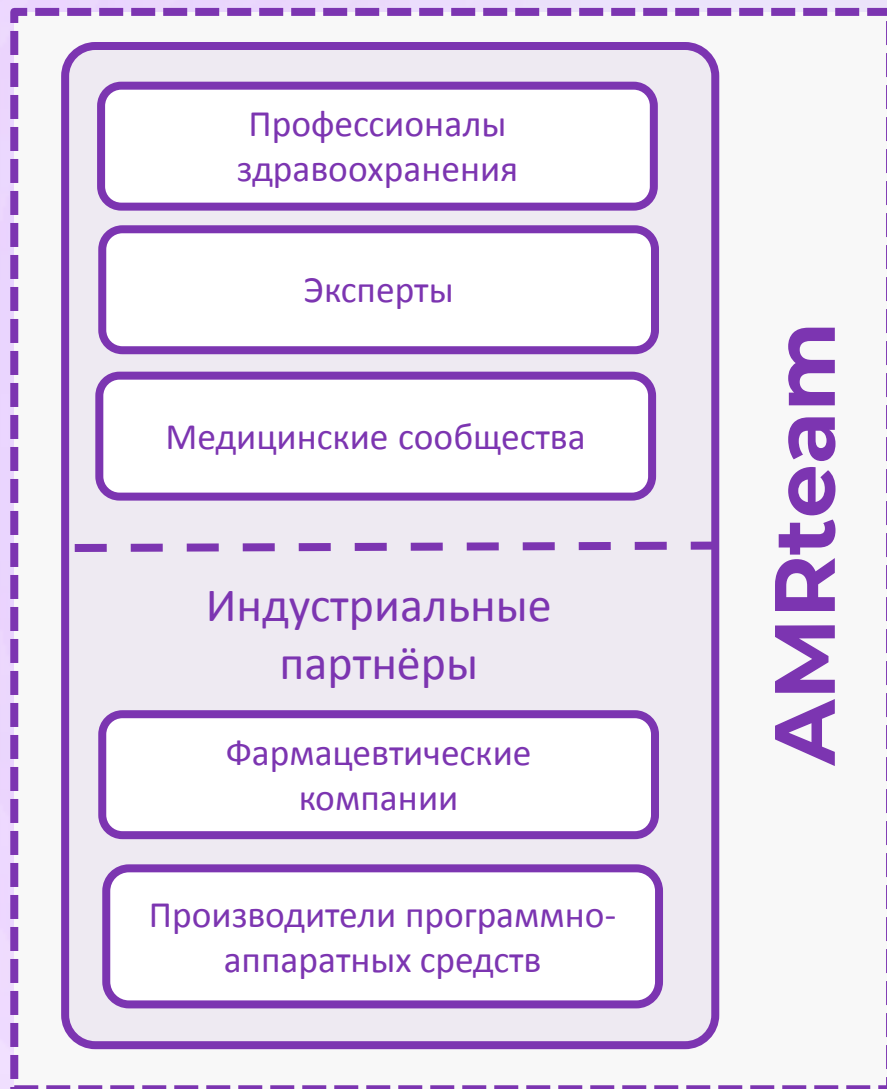 Профессионалы
здравоохранения
Эксперты
Медицинские сообщества
Индустриальные
партнёры
Фармацевтические
компании
Производители программно-
аппаратных средств
AMRteam